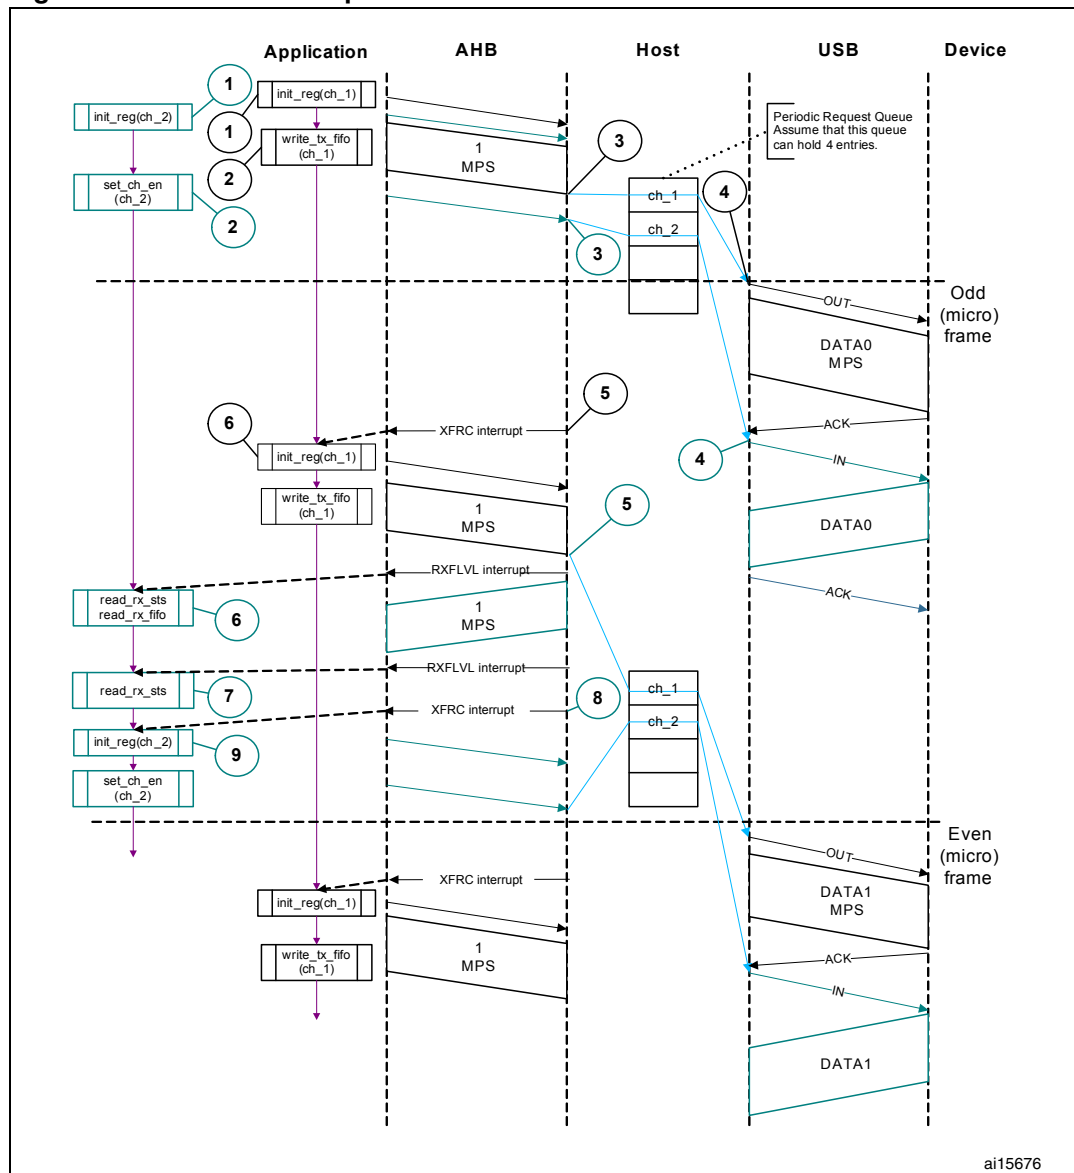 Application
AHB
Host
USB
Device
1
init_reg(ch_1)
init_reg(ch_2)
1
Periodic Request Queue
Assume that this queue
can hold 4 entries.
write_tx_fifo
(ch_1)
1
MPS
3
2
4
set_ch_en
(ch_2)
ch_1
2
ch_2
3
Odd
(micro)
frame
OUT
DATA0
MPS
5
6
XFRC interrupt
ACK
init_reg(ch_1)
4
IN
write_tx_fifo
(ch_1)
1
MPS
5
DATA0
RXFLVL interrupt
read_rx_sts
read_rx_fifo
6
1
MPS
ACK
RXFLVL interrupt
read_rx_sts
7
ch_1
8
XFRC interrupt
ch_2
init_reg(ch_2)
9
set_ch_en
(ch_2)
Even
(micro)
frame
OUT
XFRC interrupt
init_reg(ch_1)
DATA1
MPS
write_tx_fifo
(ch_1)
1
MPS
ACK
IN
DATA1
ai15676